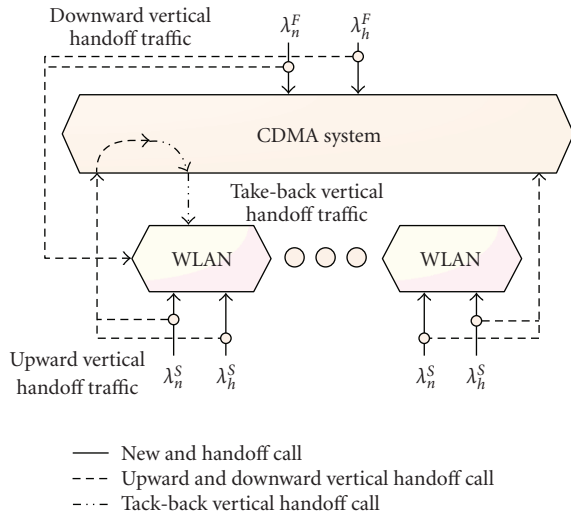 Downward vertical
handoff traffic
λ_n^F
λ_h^F
CDMA system
Take-back vertical
handoff traffic
WLAN
WLAN
Upward vertical
handoff traffic
λ_n^S
λ_h^S
λ_n^S
λ_h^S
New and handoff call
Upward and downward vertical handoff call
Tack-back vertical handoff call